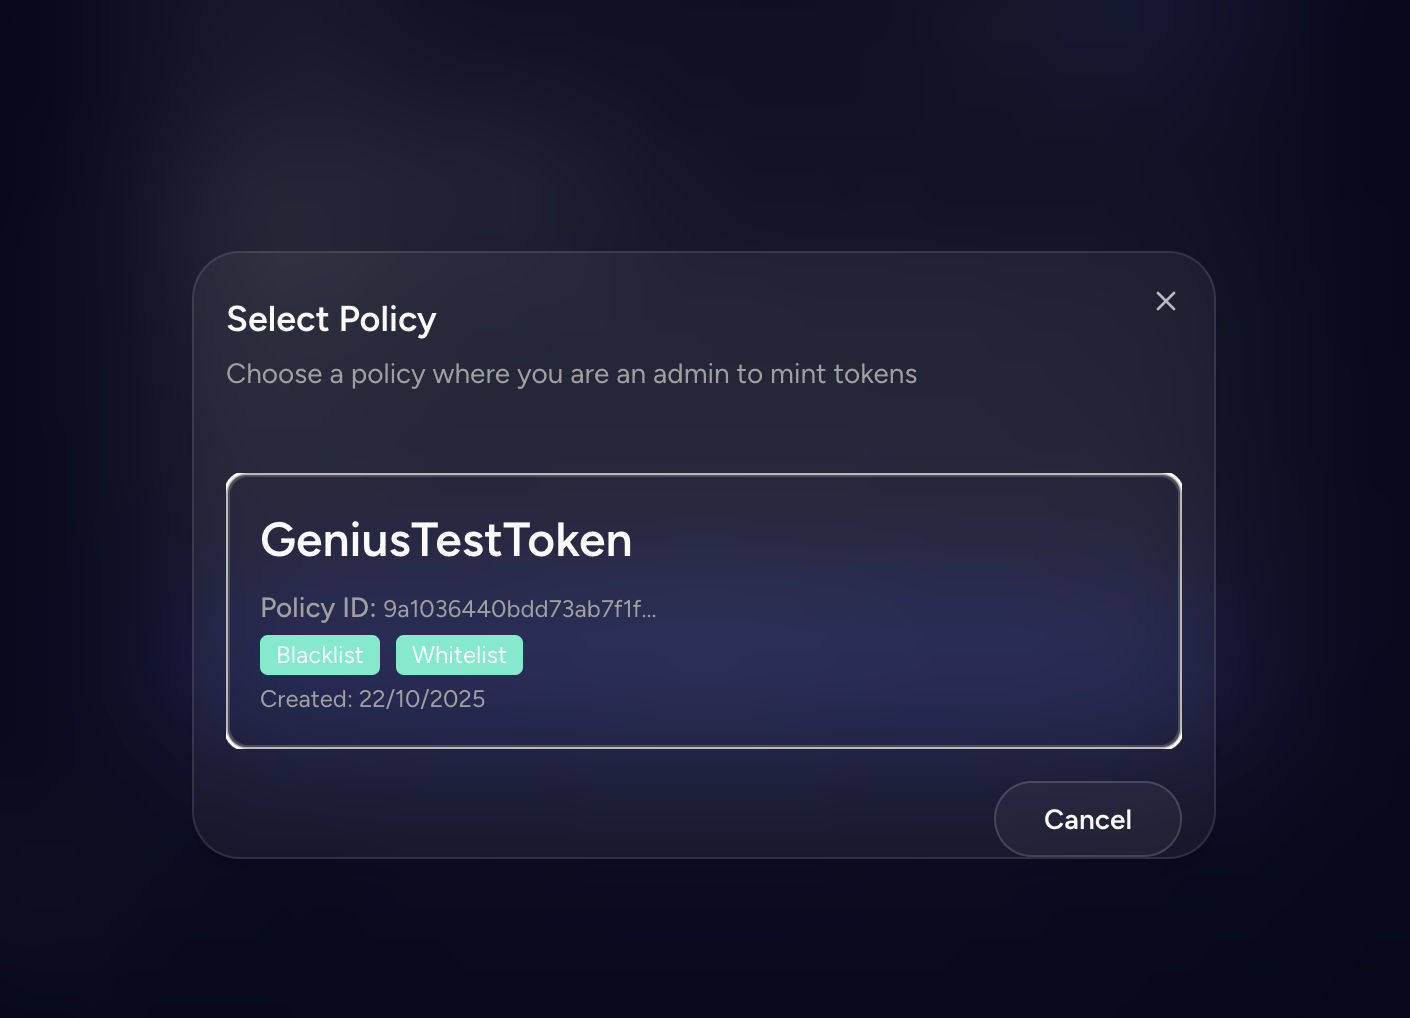 Select Policy
Choose a policy where you are an admin to mint tokens
GeniusTestToken
Policy ID: 9a1036440bdd73ab7f1f...
Blacklist Whitelist
Created: 22/10/2025
Cancel